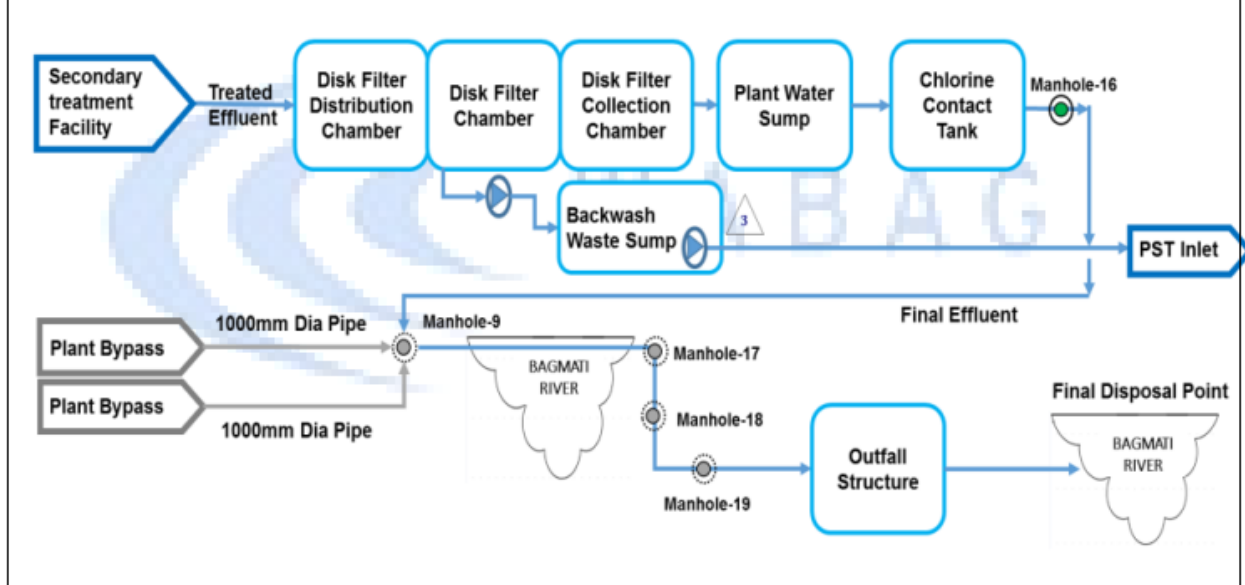 Secondary
treatment
Facility
Treated
Effluent
Disk Filter
Distribution
Chamber
Disk Filter
Chamber
Disk Filter
Collection
Chamber
Plant Water
Sump
Chlorine
Contact
Tank
Manhole-16
Backwash
Waste Sump
3
WABAG
PST Inlet
Final Effluent
1000mm Dia Pipe
Manhole-9
Plant Bypass
Plant Bypass
1000mm Dia Pipe
BAGMATI
RIVER
Manhole-17
Manhole-18
Manhole-19
Outfall
Structure
Final Disposal Point
BAGMATI
RIVER